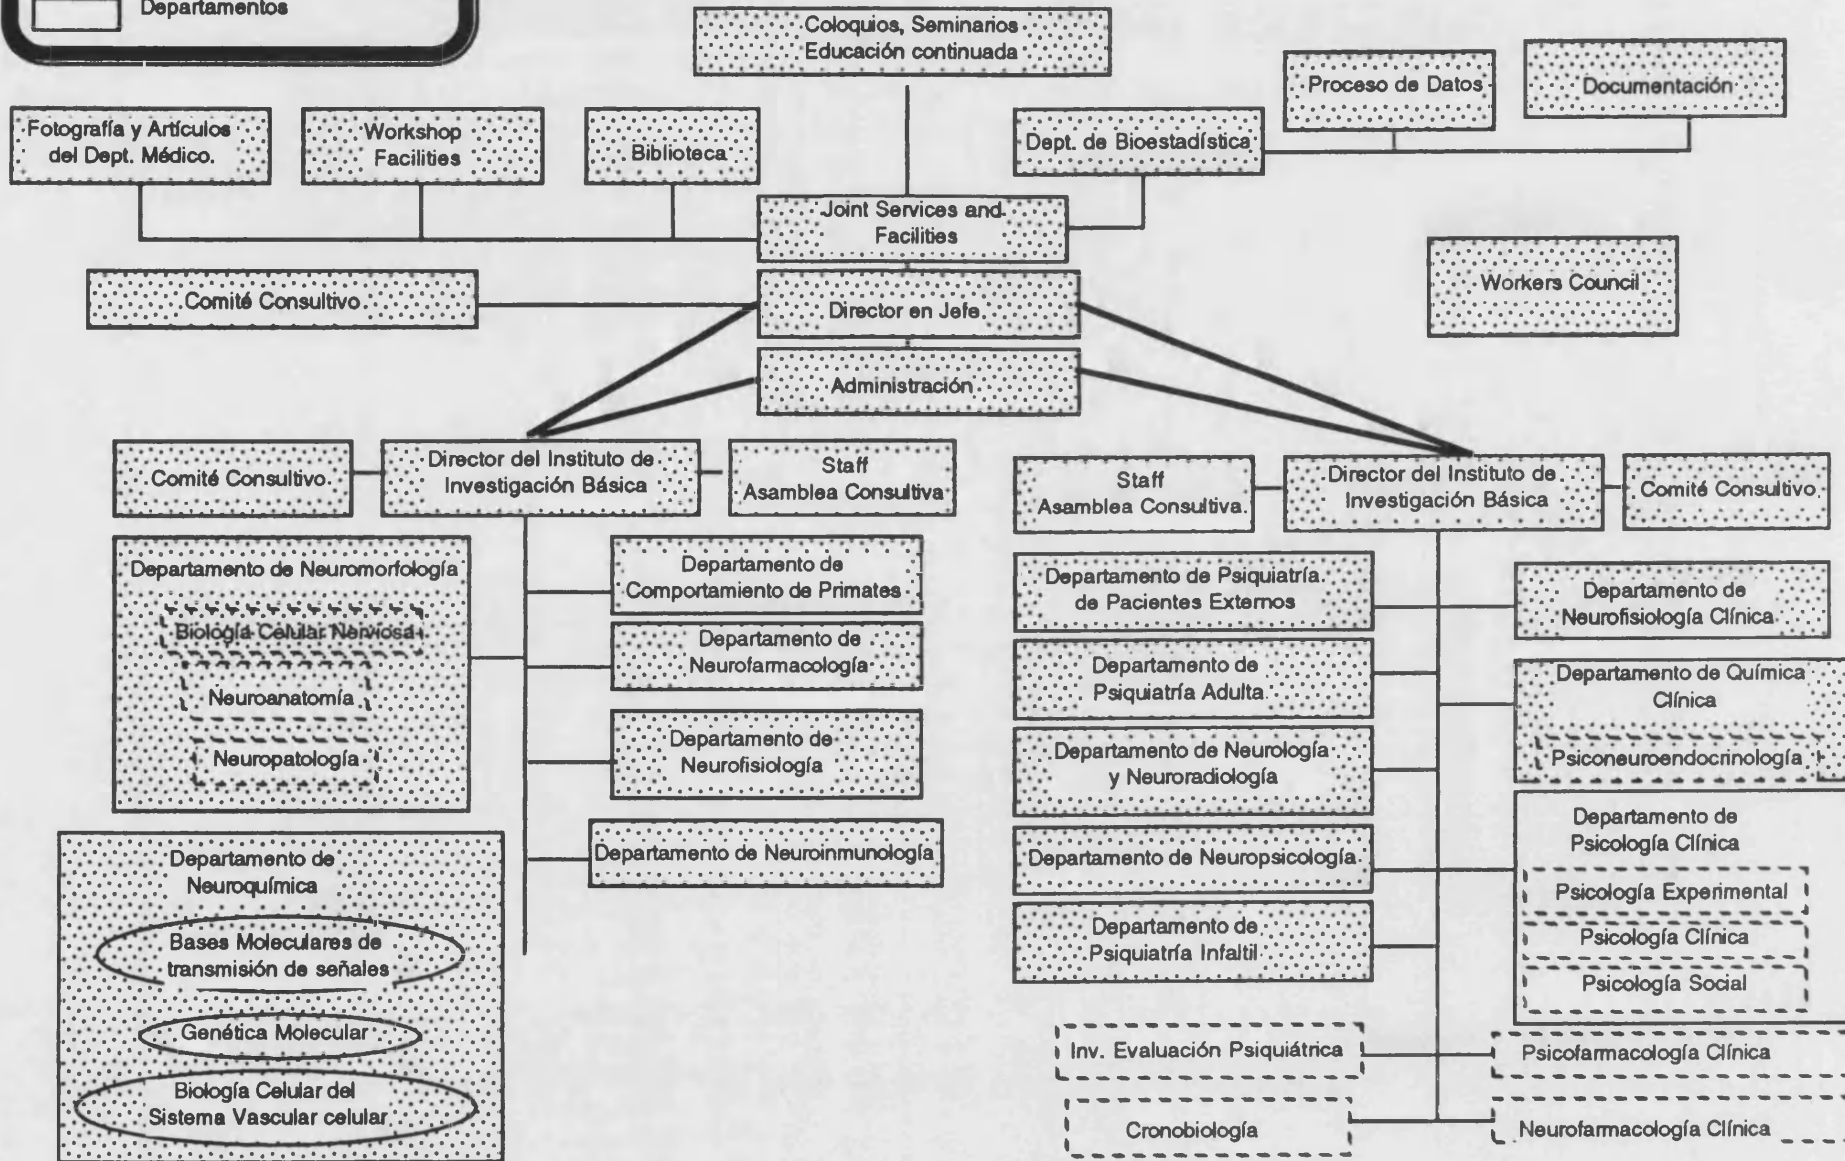 Departamentos
Coloquios, Seminarios
Educación continuada
Proceso de Datos
Documentación
Fotografía y Artículos
del Dept. Médico.
Workshop
Facilities
Biblioteca
Dept. de Bioestadística
Joint Services and
Facilities
Workers Council
Comité Consultivo
Director en Jefe
Administración
Comité Consultivo.
Director del Instituto de
Investigación Básica
Staff
Asamblea Consultiva
Staff
Asamblea Consultiva.
Director del Instituto de
Investigación Básica
Comité Consultivo
Departamento de Neuromorfología
Biología Celular Nerviosa
Neuroanatomía
Neuropatología
Departamento de
Comportamiento de Primates
Departamento de
Neurofarmacología
Departamento de
Neurofisiología
Departamento de Neuroinmunología
Departamento de
Neuroquímica
Bases Moleculares de
transmisión de señales
Genética Molecular
Biología Celular del
Sistema Vascular celular
Departamento de Psiquiatría
de Pacientes Externos
Departamento de
Psiquiatría Adulta
Departamento de Neurología
y Neuroradiología
Departamento de Neuropsicología
Departamento de
Psiquiatría Infaltil
Inv. Evaluación Psiquiátrica
Cronobiología
Departamento de
Neurofisiología Clínica
Departamento de Química
Clínica
Psiconeuroendocrinología
Departamento de
Psicología Clínica
Psicología Experimental
Psicología Clínica
Psicología Social
Psicofarmacología Clínica
Neurofarmacología Clínica